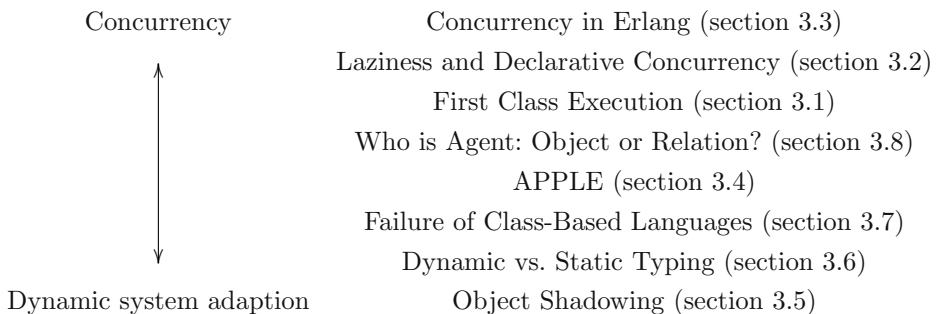 Concurrency Concurrency in Erlang (section 3.3)
Laziness and Declarative Concurrency (section 3.2)
First Class Execution (section 3.1)
Who is Agent: Object or Relation? (section 3.8)
APPLE (section 3.4)
Failure of Class-Based Languages (section 3.7)
Dynamic vs. Static Typing (section 3.6)
Dynamic system adaption Object Shadowing (section 3.5)